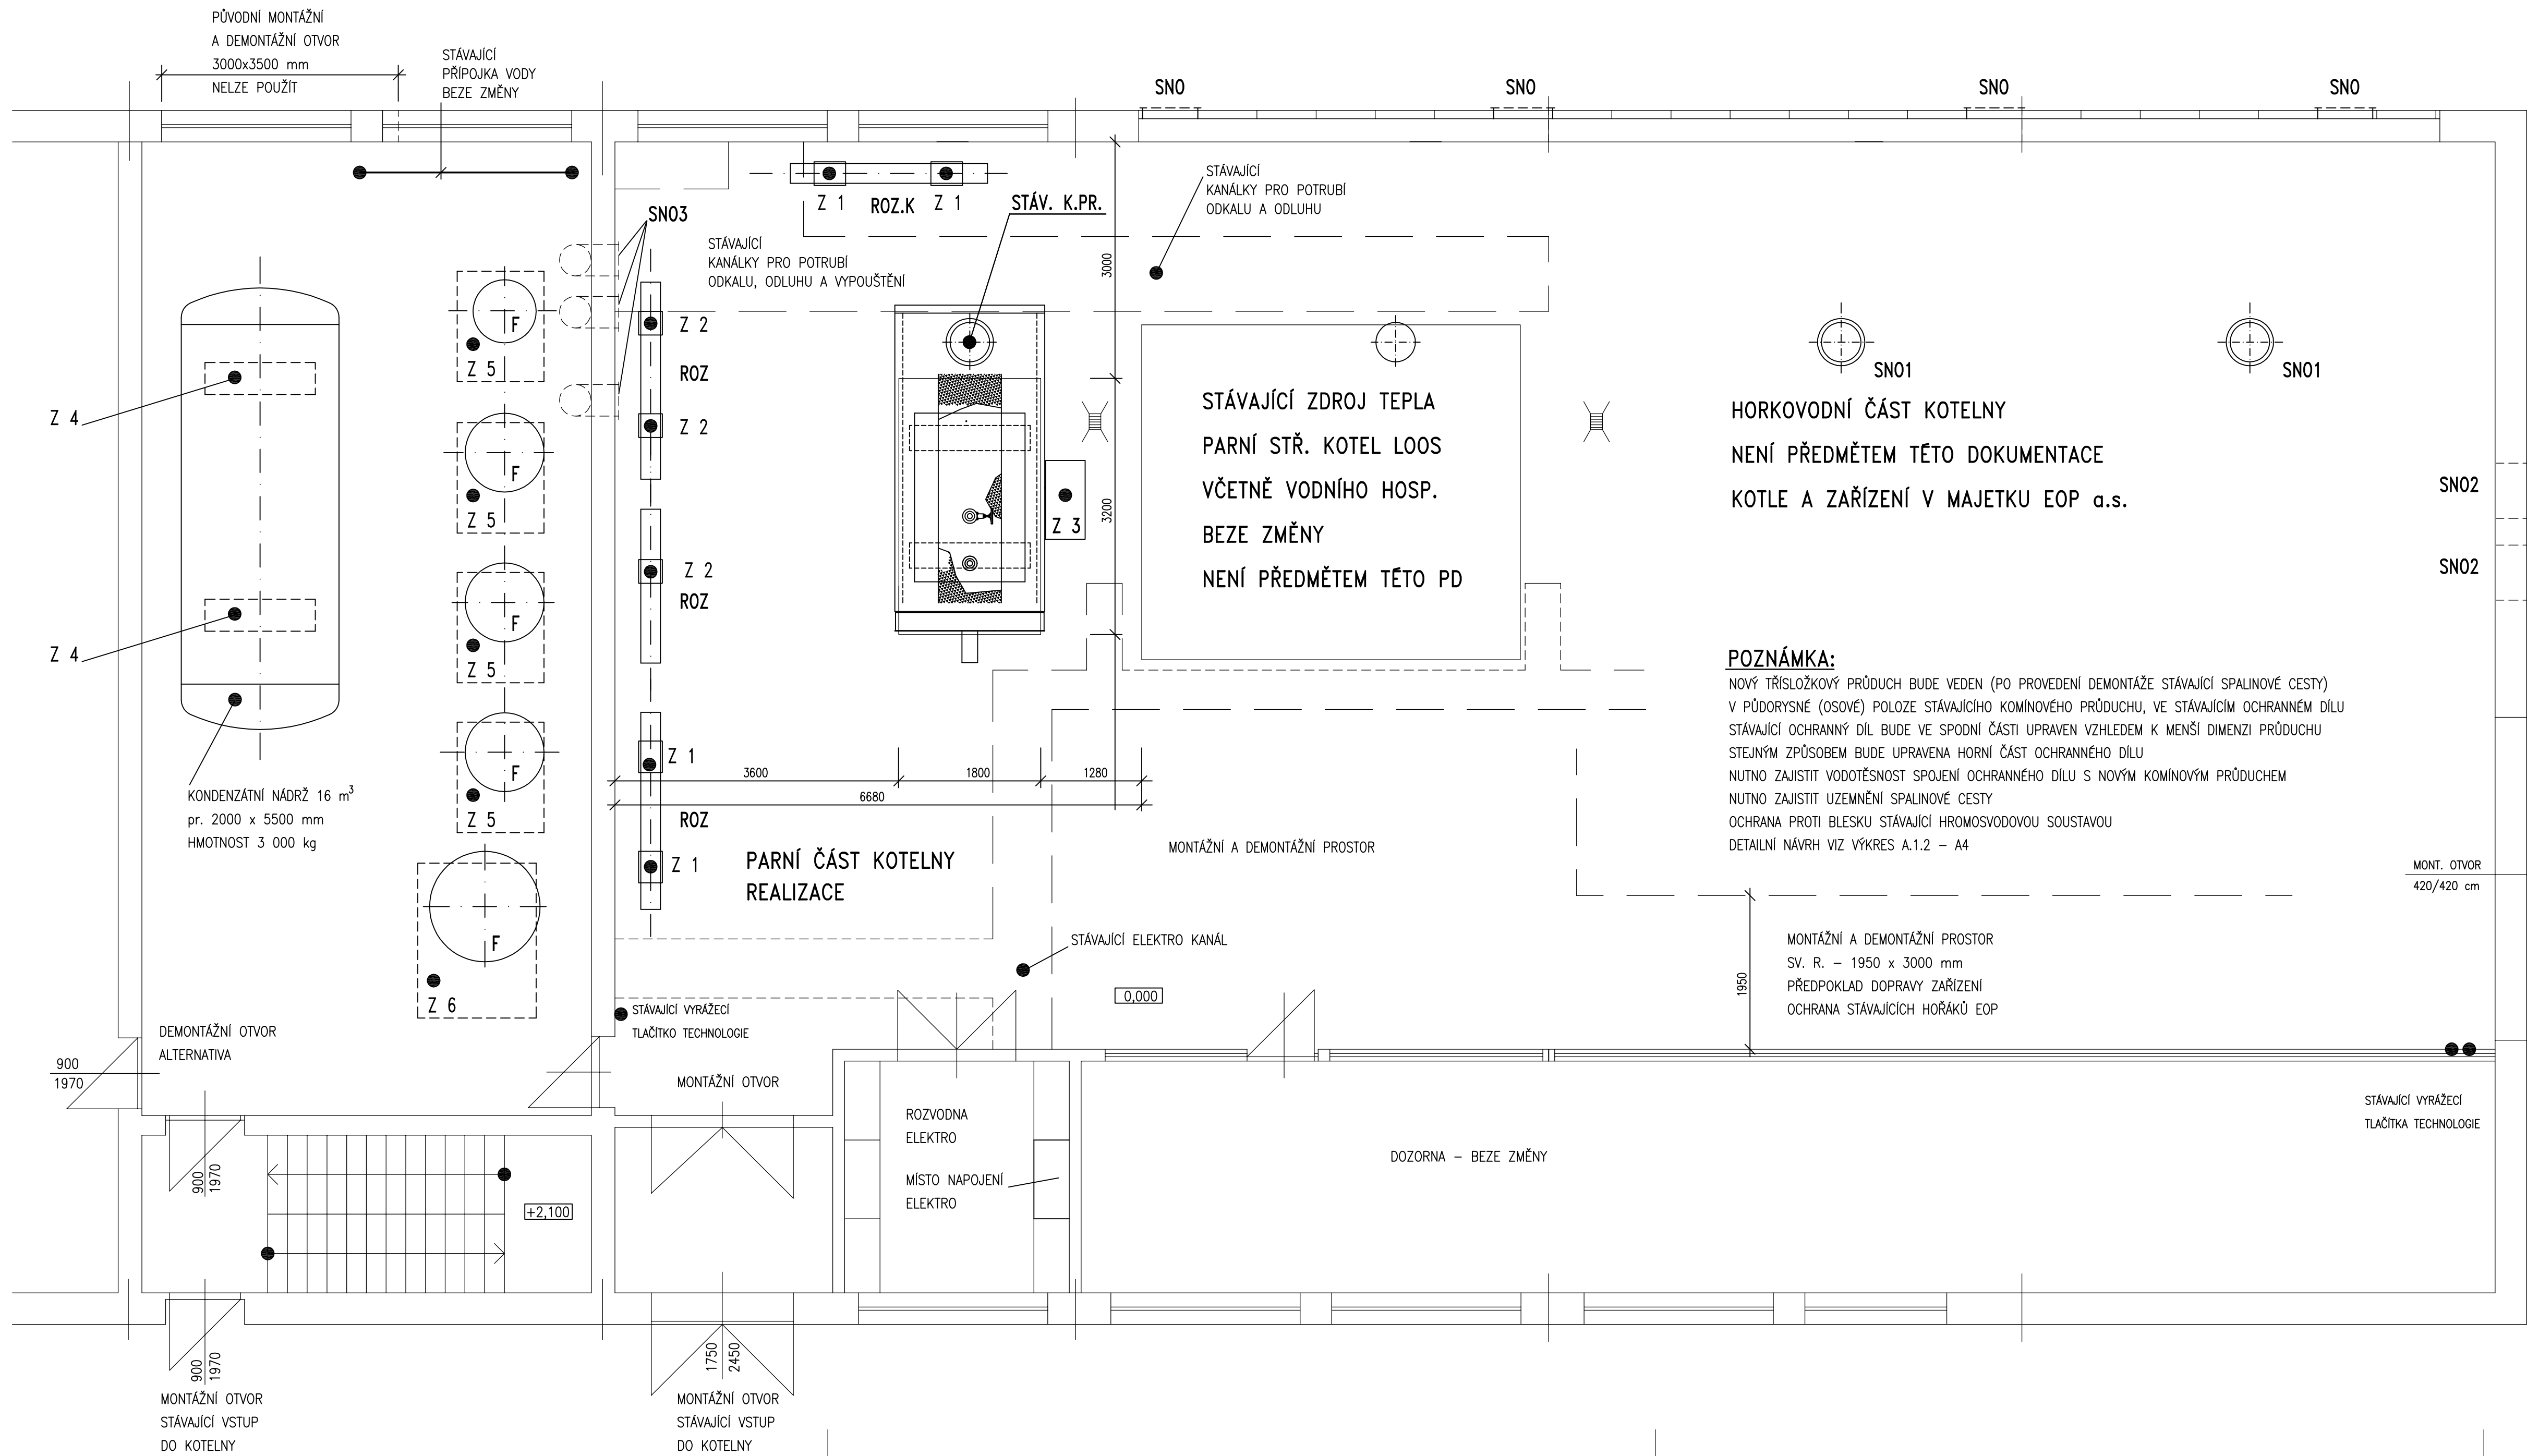 PŮVODNÍ MONTÁŽNÍ
A DEMONTÁŽNÍ OTVOR
3000x3500 mm
NELZE POUŽÍT
STÁVAJÍCÍ
PŘÍPOJKA VODY
BEZE ZMĚNY
SNO
SNO
SNO
SNO
Z 1
ROZ.K
Z 1
STÁV. K.PR.
STÁVAJÍCÍ
KANÁLKY PRO POTRUBÍ
ODKALU A ODLUHU
SNO3
STÁVAJÍCÍ
KANÁLKY PRO POTRUBÍ
ODKALU, ODLUHU A VYPOUŠTĚNÍ
3000
F
Z 5
Z 2
ROZ
Z 2
Z 4
F
Z 5
Z 2
ROZ
F
Z 5
Z 4
Z 3
3200
STÁVAJÍCÍ ZDROJ TEPLA
PARNÍ STŘ. KOTEL LOOS
VČETNĚ VODNÍHO HOSP.
BEZE ZMĚNY
NENÍ PŘEDMĚTEM TÉTO PD
SNO1
SNO1
HORKOVODNÍ ČÁST KOTELNY
NENÍ PŘEDMĚTEM TÉTO DOKUMENTACE
KOTLE A ZAŘÍZENÍ V MAJETKU EOP a.s.
SNO2
SNO2
POZNÁMKA:
NOVÝ TŘÍSLOŽKOVÝ PRŮDUCH BUDE VEDEN (PO PROVEDENÍ DEMONTÁŽE STÁVAJÍCÍ SPALINOVÉ CESTY)
V PŮDORYSNÉ (OSOVÉ) POLOZE STÁVAJÍCÍHO KOMÍNOVÉHO PRŮDUCHU, VE STÁVAJÍCÍM OCHRANNÉM DÍLU
STÁVAJÍCÍ OCHRANNÝ DÍL BUDE VE SPODNÍ ČÁSTI UPRAVEN VZHLEDEM K MENŠÍ DIMENZI PRŮDUCHU
STEJNÝM ZPŮSOBEM BUDE UPRAVENA HORNÍ ČÁST OCHRANNÉHO DÍLU
NUTNO ZAJISTIT VODOTĚSNOST SPOJENÍ OCHRANNÉHO DÍLU S NOVÝM KOMÍNOVÝM PRŮDUCHEM
NUTNO ZAJISTIT UZEMNĚNÍ SPALINOVÉ CESTY
OCHRANA PROTI BLESKU STÁVAJÍCÍ HROMOSVODOVOU SOUSTAVOU
DETAILNÍ NÁVRH VIZ VÝKRES A.1.2 – A4
F
Z 5
Z 1
3600
1800
1280
6680
KONDENZÁTNÍ NÁDRŽ 16 m³
pr. 2000 x 5500 mm
HMOTNOST 3 000 kg
ROZ
Z 1
PARNÍ ČÁST KOTELNY
REALIZACE
MONTÁŽNÍ A DEMONTÁŽNÍ PROSTOR
MONT. OTVOR
420/420 cm
F
Z 6
STÁVAJÍCÍ ELEKTRO KANÁL
0,000
1950
MONTÁŽNÍ A DEMONTÁŽNÍ PROSTOR
SV. R. – 1950 x 3000 mm
PŘEDPOKLAD DOPRAVY ZAŘÍZENÍ
OCHRANA STÁVAJÍCÍCH HOŘÁKŮ EOP
STÁVAJÍCÍ VYRÁŽECÍ
TLAČÍTKO TECHNOLOGIE
DEMONTÁŽNÍ OTVOR
ALTERNATIVA
900
1970
MONTÁŽNÍ OTVOR
ROZVODNA
ELEKTRO
MÍSTO NAPOJENÍ
ELEKTRO
DOZORNA – BEZE ZMĚNY
STÁVAJÍCÍ VYRÁŽECÍ
TLAČÍTKA TECHNOLOGIE
900
1970
+2,100
900
1970
1750
2450
MONTÁŽNÍ OTVOR
STÁVAJÍCÍ VSTUP
DO KOTELNY
MONTÁŽNÍ OTVOR
STÁVAJÍCÍ VSTUP
DO KOTELNY